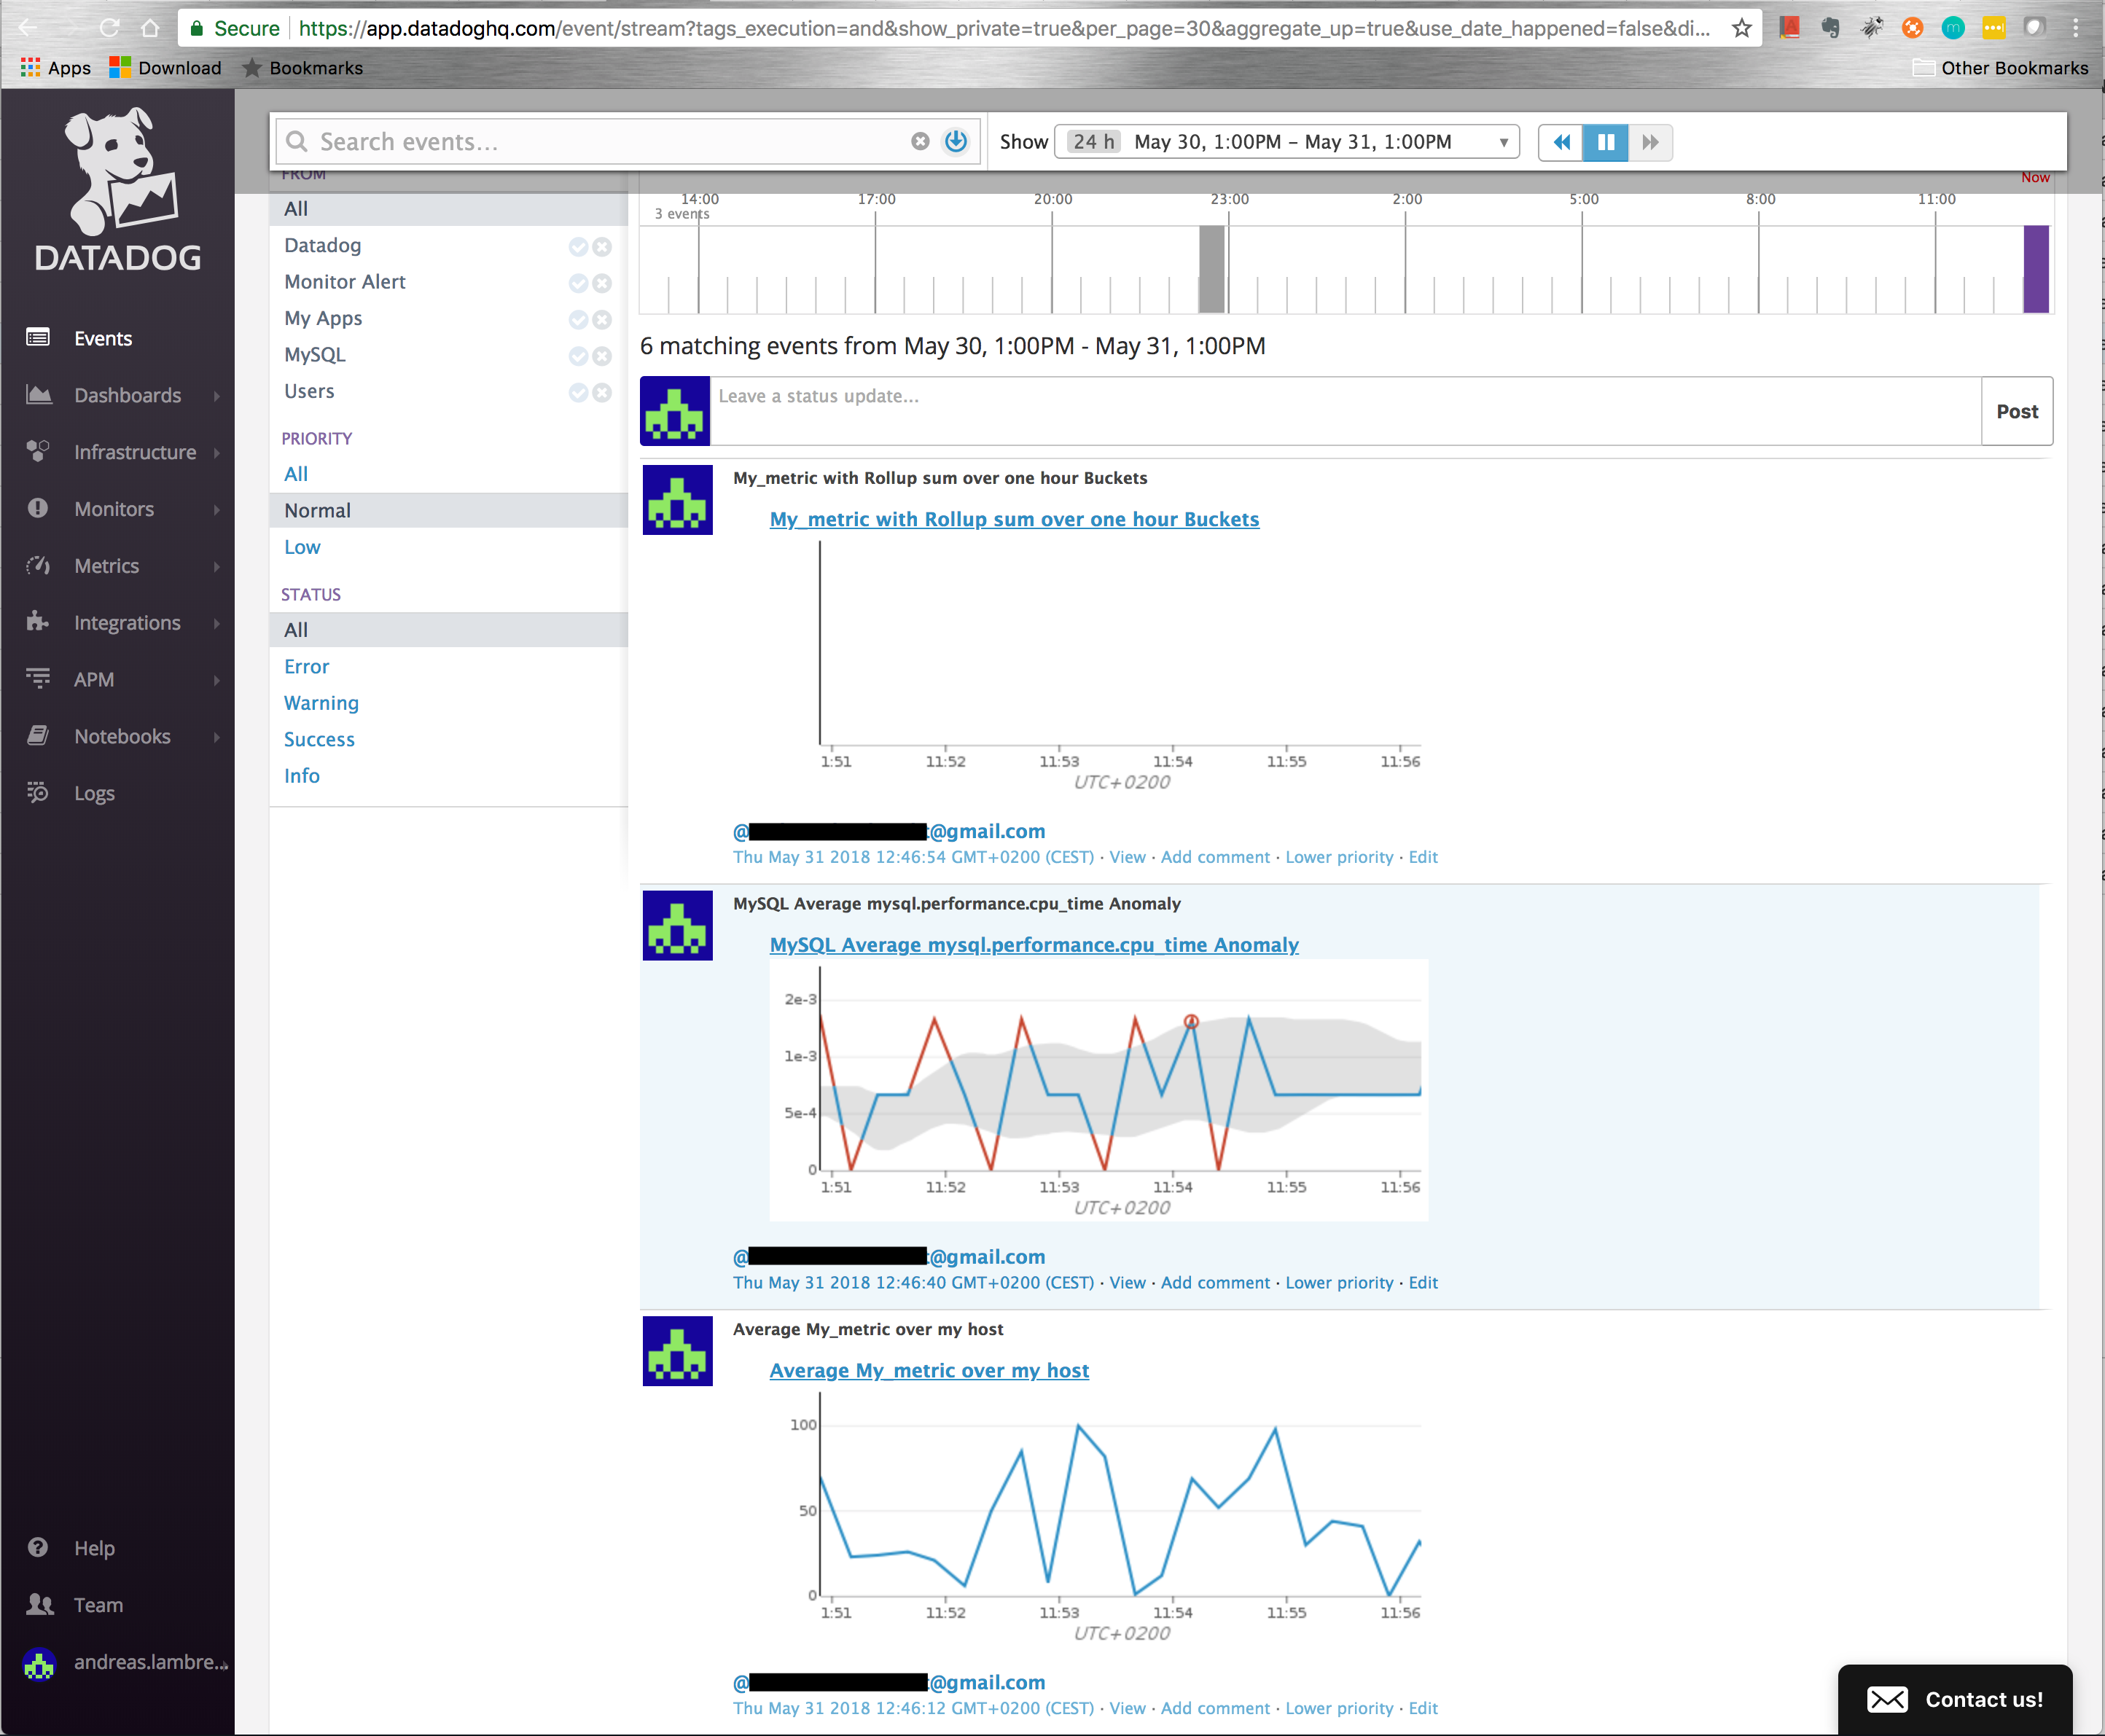 Secure https://app.datadoghq.com/event/stream?tags_execution=and&show_private=true&per_page=30&aggregate_up=true&use_date_happened=false&di...
Apps Download Bookmarks Other Bookmarks
DATADOG
Events
Dashboards
Infrastructure
Monitors
Metrics
Integrations
APM
Notebooks
Logs
Help
Team
andreas.lambre...
Search events...
Show 24 h May 30, 1:00PM – May 31, 1:00PM
FROM
All
Datadog
Monitor Alert
My Apps
MySQL
Users
PRIORITY
All
Normal
Low
STATUS
All
Error
Warning
Success
Info
Now
14:00 17:00 20:00 23:00 2:00 5:00 8:00 11:00
3 events
6 matching events from May 30, 1:00PM - May 31, 1:00PM
Leave a status update...
Post
My_metric with Rollup sum over one hour Buckets
My_metric with Rollup sum over one hour Buckets
1:51 11:52 11:53 11:54 11:55 11:56
UTC+0200
@ @gmail.com
Thu May 31 2018 12:46:54 GMT+0200 (CEST) · View · Add comment · Lower priority · Edit
MySQL Average mysql.performance.cpu_time Anomaly
MySQL Average mysql.performance.cpu_time Anomaly
2e-3
1e-3
5e-4
0
1:51 11:52 11:53 11:54 11:55 11:56
UTC+0200
@ @gmail.com
Thu May 31 2018 12:46:40 GMT+0200 (CEST) · View · Add comment · Lower priority · Edit
Average My_metric over my host
Average My_metric over my host
100
50
0
1:51 11:52 11:53 11:54 11:55 11:56
UTC+0200
@ @gmail.com
Thu May 31 2018 12:46:12 GMT+0200 (CEST) · View · Add comment · Lower priority · Edit
Contact us!